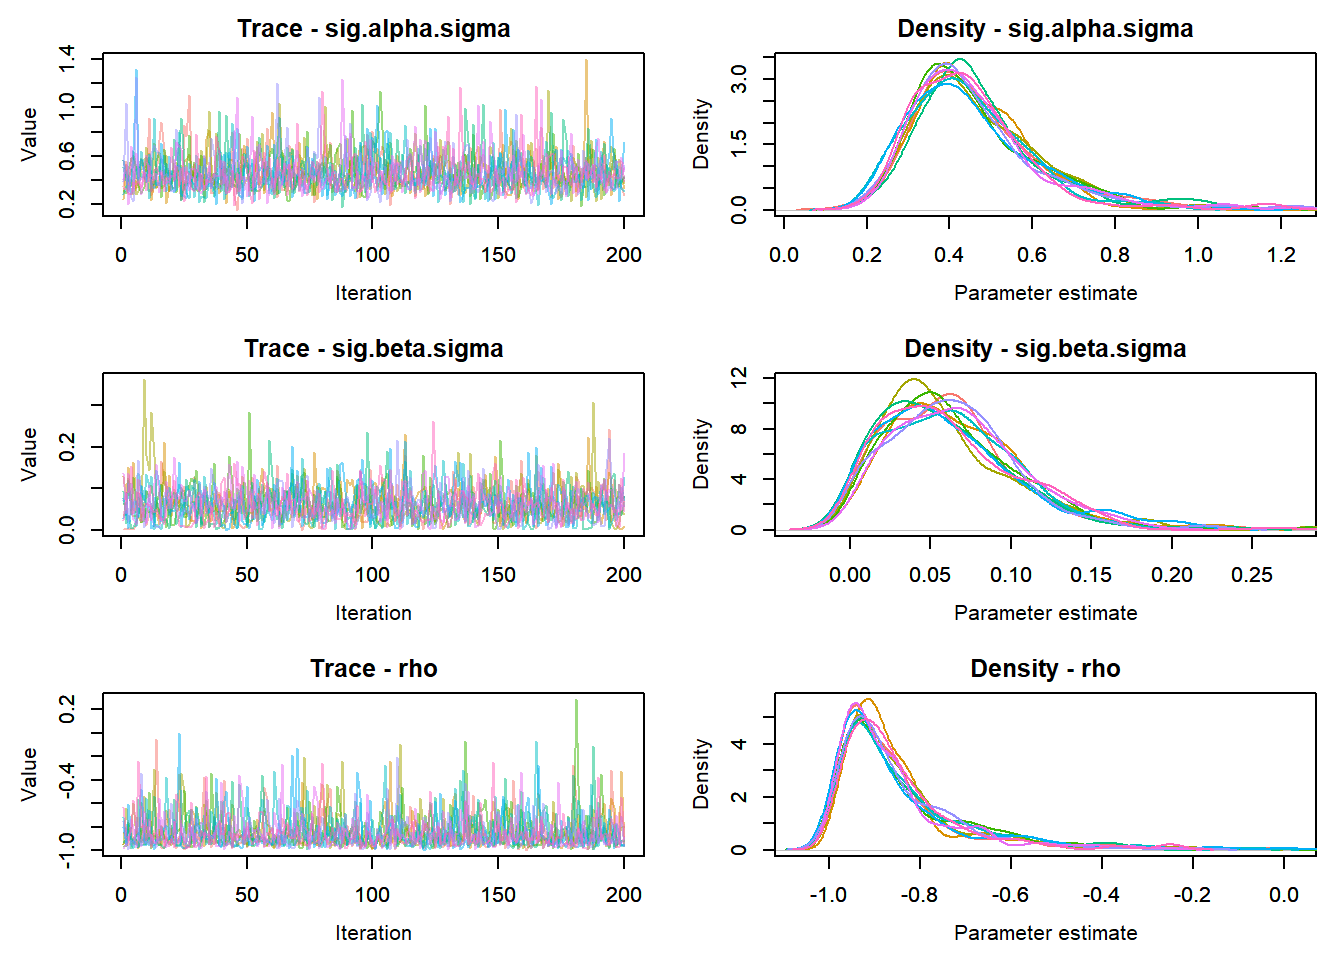 Trace - sig.alpha.sigma
Value
0.2 0.6 1.0 1.4
0 50 100 150 200
Iteration
Density - sig.alpha.sigma
Density
0.0 1.5 3.0
0.0 0.2 0.4 0.6 0.8 1.0 1.2
Parameter estimate
Trace - sig.beta.sigma
Value
0.0 0.2
0 50 100 150 200
Iteration
Density - sig.beta.sigma
Density
0 4 8 12
0.00 0.05 0.10 0.15 0.20 0.25
Parameter estimate
Trace - rho
Value
-1.0 -0.4 0.2
0 50 100 150 200
Iteration
Density - rho
Density
0 2 4
-1.0 -0.8 -0.6 -0.4 -0.2 0.0
Parameter estimate